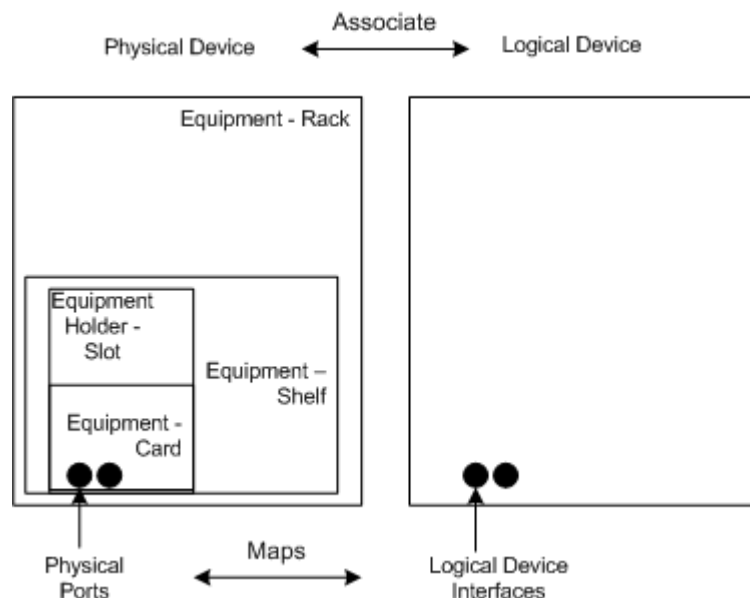 Associate
Physical Device
Logical Device
Equipment - Rack
Equipment
Holder -
Slot
Equipment –
Shelf
Equipment -
Card
Physical
Ports
Maps
Logical Device
Interfaces